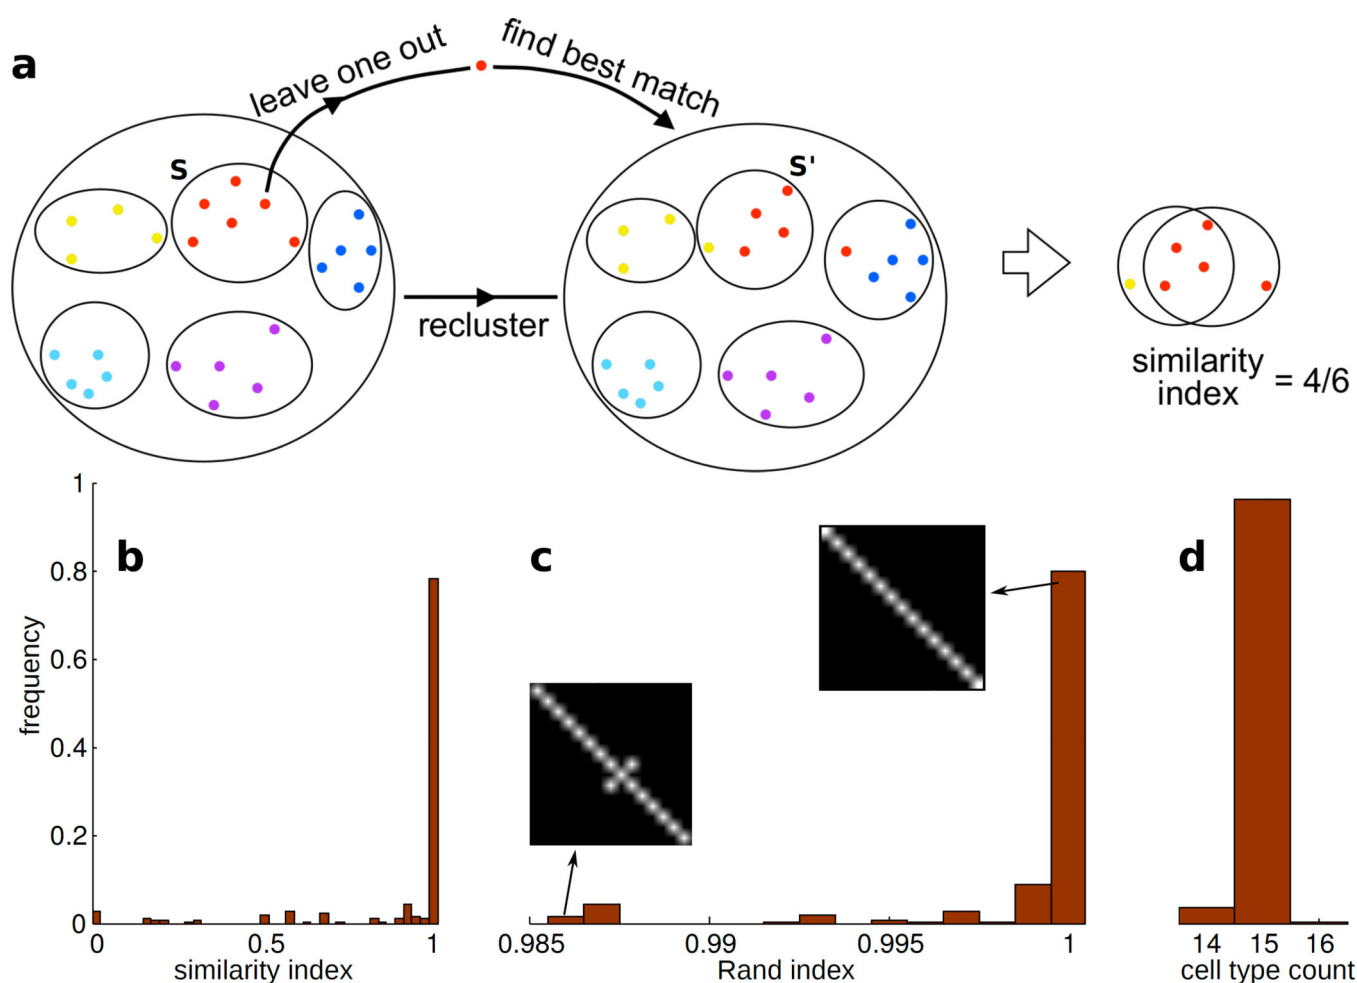 a
leave one out
find best match
S
S'
recluster
similarity
index = 4/6
b
c
d
frequency
1
0.8
0.6
0.4
0.2
0
0 0.5 1
similarity index
0.985 0.99 0.995 1
Rand index
14 15 16
cell type count